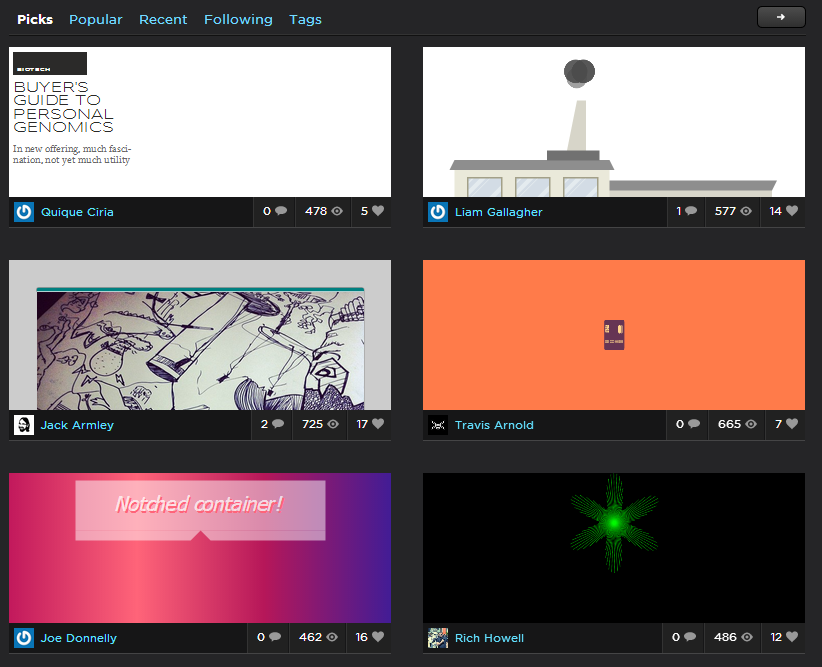 Picks Popular Recent Following Tags
BIOTECH
BUYER'S
GUIDE TO
PERSONAL
GENOMICS
In new offering, much fasci-
nation, not yet much utility
Quique Ciria 0 478 5
Liam Gallagher 1 577 14
Jack Armley 2 725 17
Travis Arnold 0 665 7
Notched container!
Joe Donnelly 0 462 16
Rich Howell 0 486 12